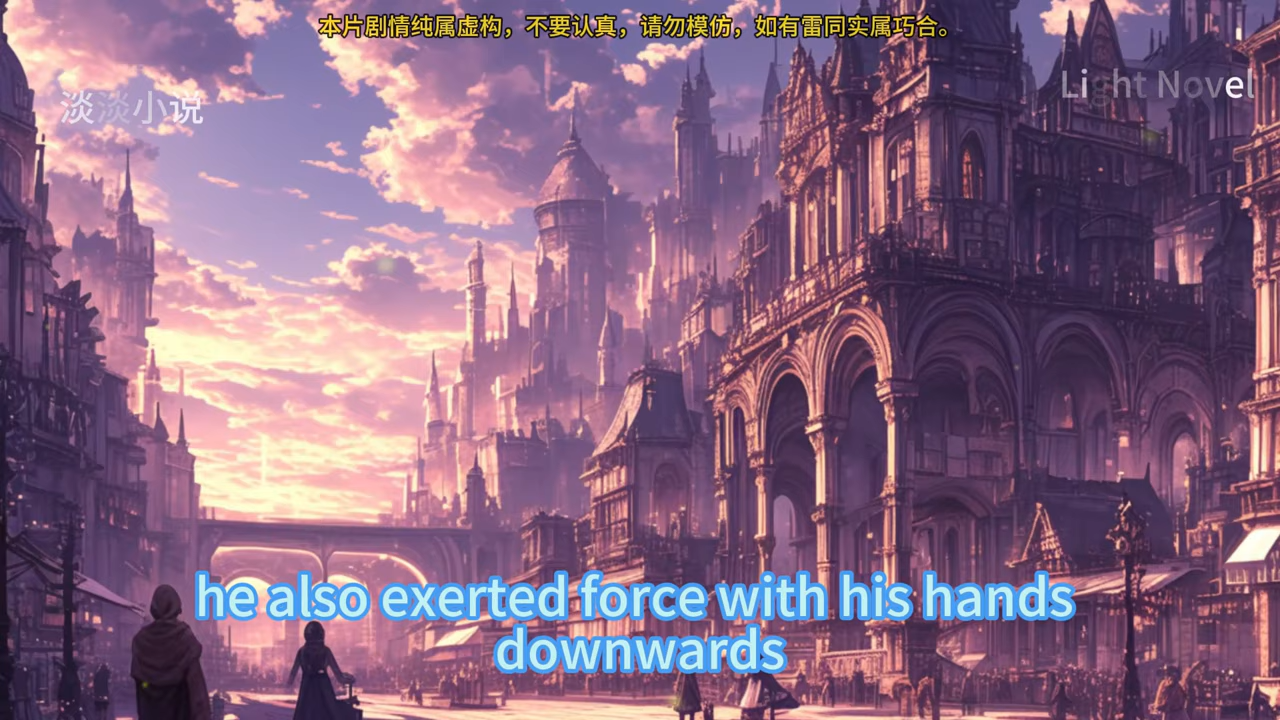 本片剧情纯属虚构，不要认真，请勿模仿，如有雷同实属巧合。
淡淡小说
Light Novel
he also exerted force with his hands
downwards